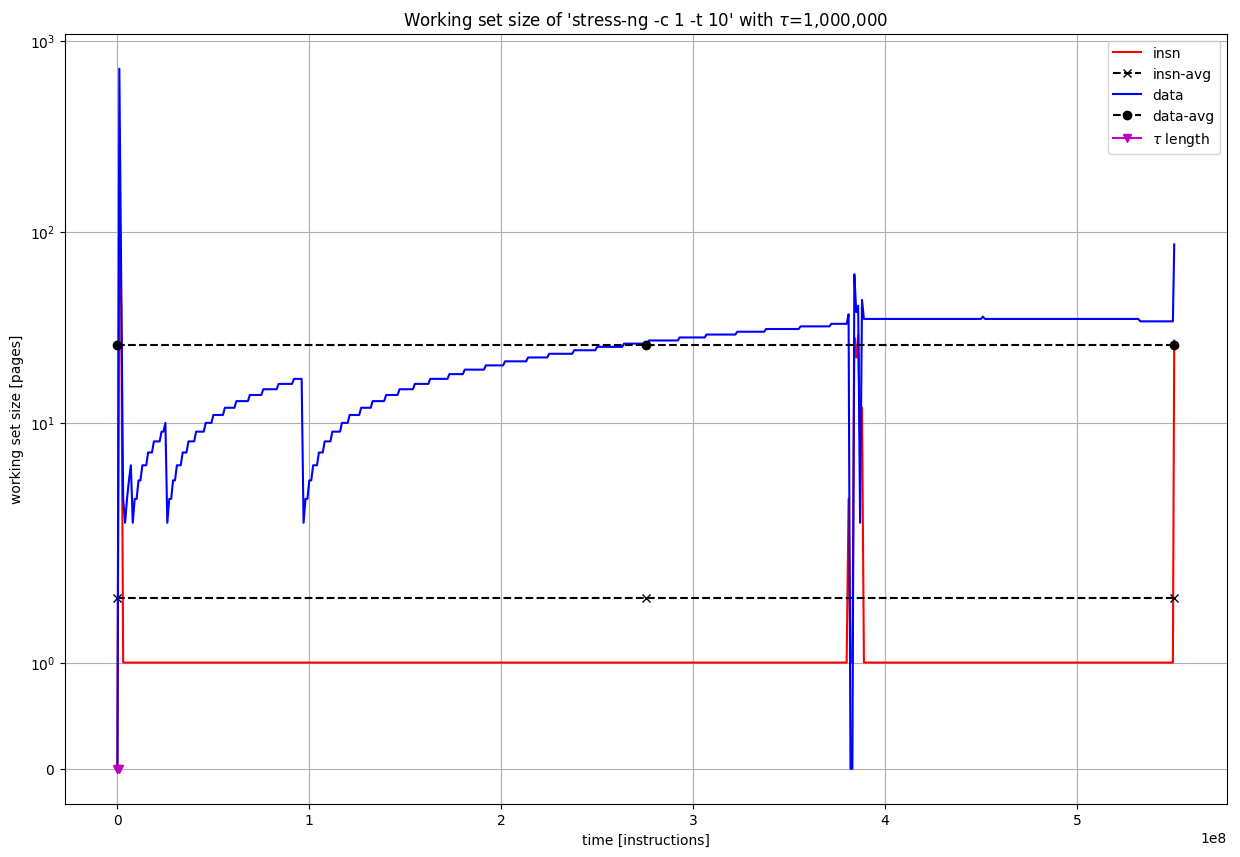 Working set size of 'stress-ng -c 1 -t 10' with τ=1,000,000
working set size [pages]
10³
10²
10¹
10⁰
0
insn
insn-avg
data
data-avg
τ length
0 1 2 3 4 5
1e8
time [instructions]